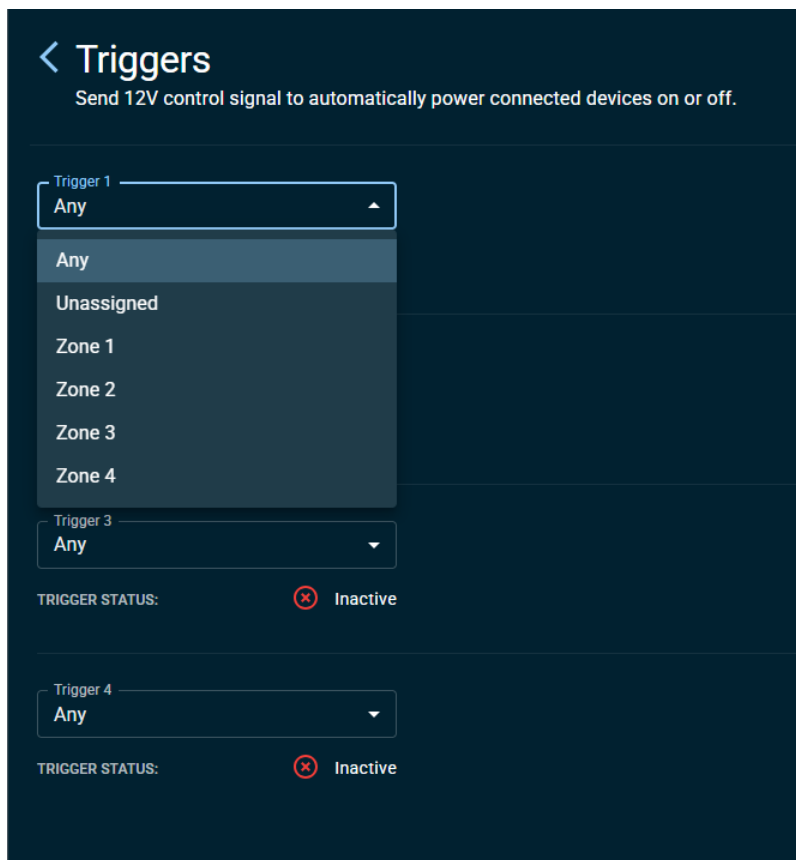 Triggers
Send 12V control signal to automatically power connected devices on or off.
Trigger 1
Any
Any
Unassigned
Zone 1
Zone 2
Zone 3
Zone 4
Trigger 3
Any
TRIGGER STATUS: Inactive
Trigger 4
Any
TRIGGER STATUS: Inactive